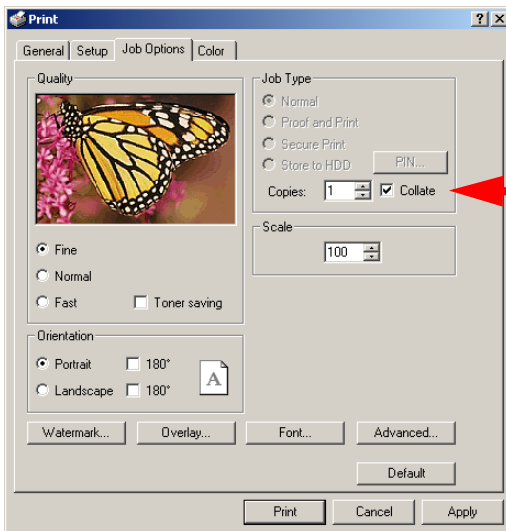 Print
General Setup Job Options Color
Quality
Fine
Normal
Fast Toner saving
Orientation
Portrait 180°
Landscape 180°
A
Job Type
Normal
Proof and Print
Secure Print
Store to HDD PIN...
Copies: 1 Collate
Scale
100
Watermark... Overlay... Font... Advanced...
Default
Print Cancel Apply